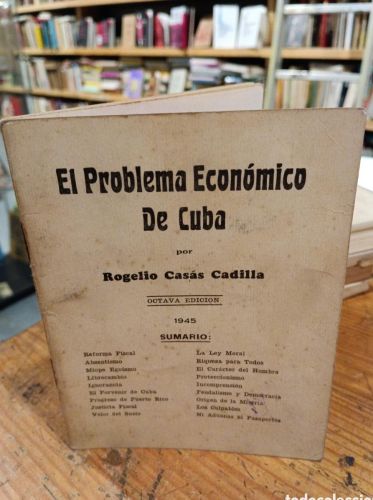 El Problema Económico
De Cuba
por
Rogelio Casás Cadilla
OCTAVA EDICION
1945
SUMARIO:
Reforma Fiscal
Absentismo
Miope Egoismo
Librecambio
Ignorancia
El Porvenir de Cuba
Progreso de Puerto Rico
Justicia Fiscal
Valor del Suelo
La Ley Moral
Riqueza para Todos
El Carácter del Hombre
Proteccionismo
Incomprensión
Feudalismo y Democracia
Origen de la Miseria
Los Culpables
Ni Aduanas ni Pasaportes